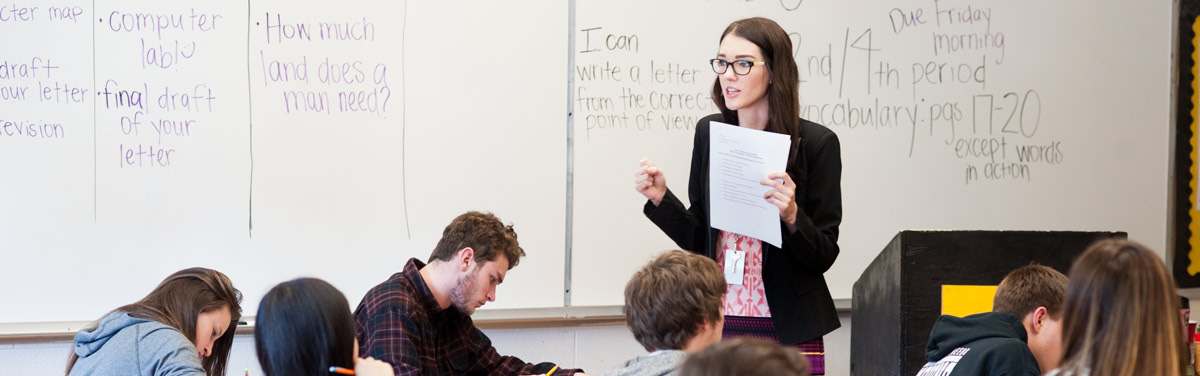 cter map
draft
our letter
revision
• computer
lab!
• final draft
of your
letter
• How much
land does a
man need?
I can
write a letter
from the correct
point of view
2nd/4th period
Due Friday
morning
vocabulary: pgs 17-20
except words
in action